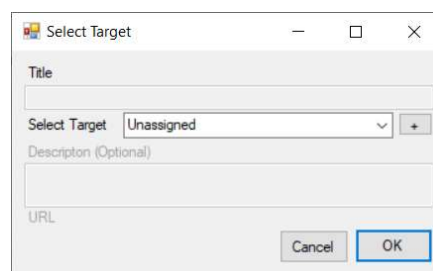 Select Target
Title
Select Target Unassigned +
Descripton (Optional)
URL
Cancel OK